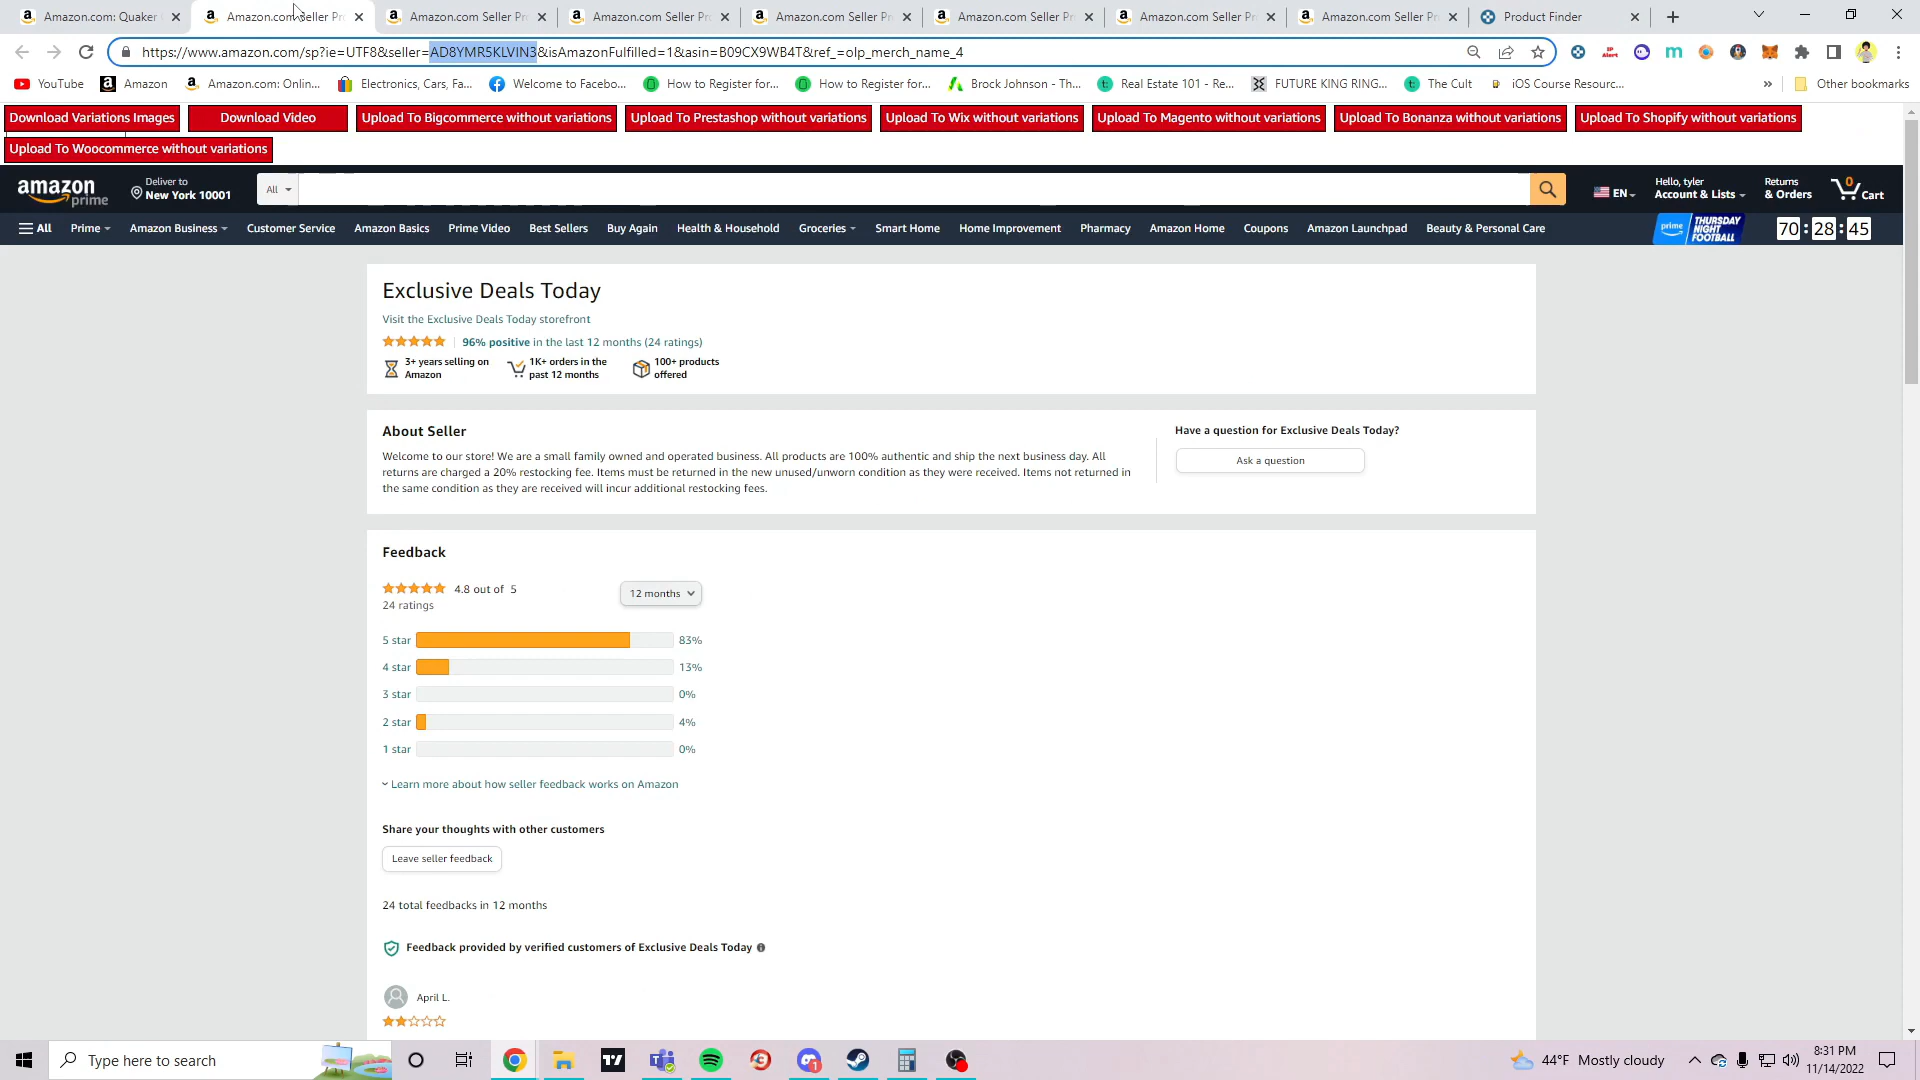 Amazon.com: Quaker
Amazon.com Seller Pr
Amazon.com Seller Pr
Amazon.com Seller Pr
Amazon.com Seller Pr
Amazon.com Seller Pr
Amazon.com Seller Pr
Amazon.com Seller Pr
Product Finder
https://www.amazon.com/sp?ie=UTF8&seller=AD8YMR5KLVIN3&isAmazonFulfilled=1&asin=B09CX9WB4T&ref_=olp_merch_name_4
YouTube
Amazon
Amazon.com: Onlin...
Electronics, Cars, Fa...
Welcome to Facebo...
How to Register for...
How to Register for...
Brock Johnson - Th...
Real Estate 101 - Re...
FUTURE KING RING...
The Cult
iOS Course Resourc...
Other bookmarks
Download Variations Images
Download Video
Upload To Bigcommerce without variations
Upload To Prestashop without variations
Upload To Wix without variations
Upload To Magento without variations
Upload To Bonanza without variations
Upload To Shopify without variations
Upload To Woocommerce without variations
amazon prime
Deliver to
New York 10001
All
EN
Hello, tyler
Account & Lists
Returns
& Orders
0
Cart
All
Prime
Amazon Business
Customer Service
Amazon Basics
Prime Video
Best Sellers
Buy Again
Health & Household
Groceries
Smart Home
Home Improvement
Pharmacy
Amazon Home
Coupons
Amazon Launchpad
Beauty & Personal Care
prime
THURSDAY NIGHT FOOTBALL
70 : 28 : 45
Exclusive Deals Today
Visit the Exclusive Deals Today storefront
96% positive in the last 12 months (24 ratings)
3+ years selling on
Amazon
1K+ orders in the
past 12 months
100+ products
offered
About Seller
Welcome to our store! We are a small family owned and operated business. All products are 100% authentic and ship the next business day. All
returns are charged a 20% restocking fee. Items must be returned in the new unused/unworn condition as they were received. Items not returned in
the same condition as they are received will incur additional restocking fees.
Have a question for Exclusive Deals Today?
Ask a question
Feedback
4.8 out of 5
24 ratings
12 months
5 star 83%
4 star 13%
3 star 0%
2 star 4%
1 star 0%
Learn more about how seller feedback works on Amazon
Share your thoughts with other customers
Leave seller feedback
24 total feedbacks in 12 months
Feedback provided by verified customers of Exclusive Deals Today
April L.
Type here to search
44°F Mostly cloudy
8:31 PM
11/14/2022